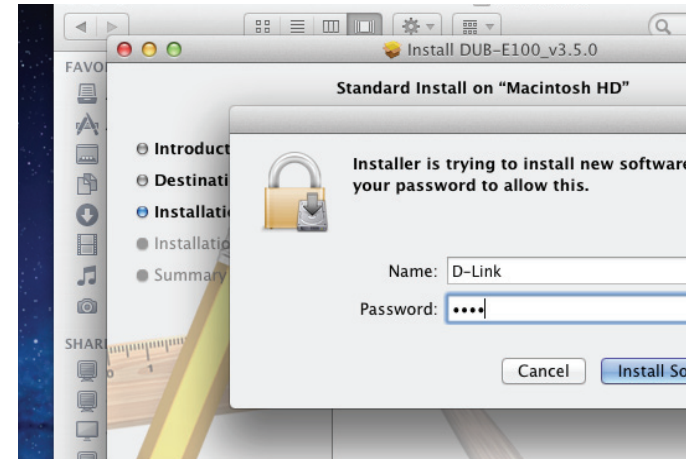 Install DUB-E100_v3.5.0
FAVO
Standard Install on “Macintosh HD”
Introduct
Destinati
Installati
Installatio
Summary
Installer is trying to install new software
your password to allow this.
Name: D-Link
Password: ••••
SHAR
Cancel
Install So